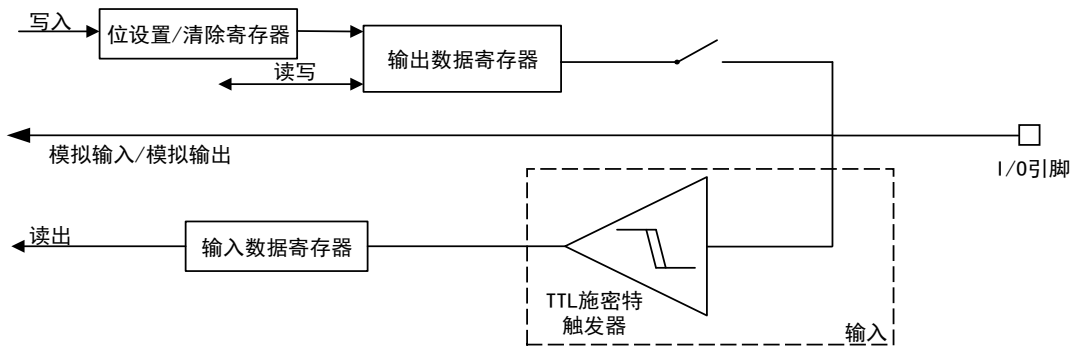 写入
位设置/清除寄存器
输出数据寄存器
读写
模拟输入/模拟输出
I/O引脚
读出
输入数据寄存器
TTL施密特
触发器
输入